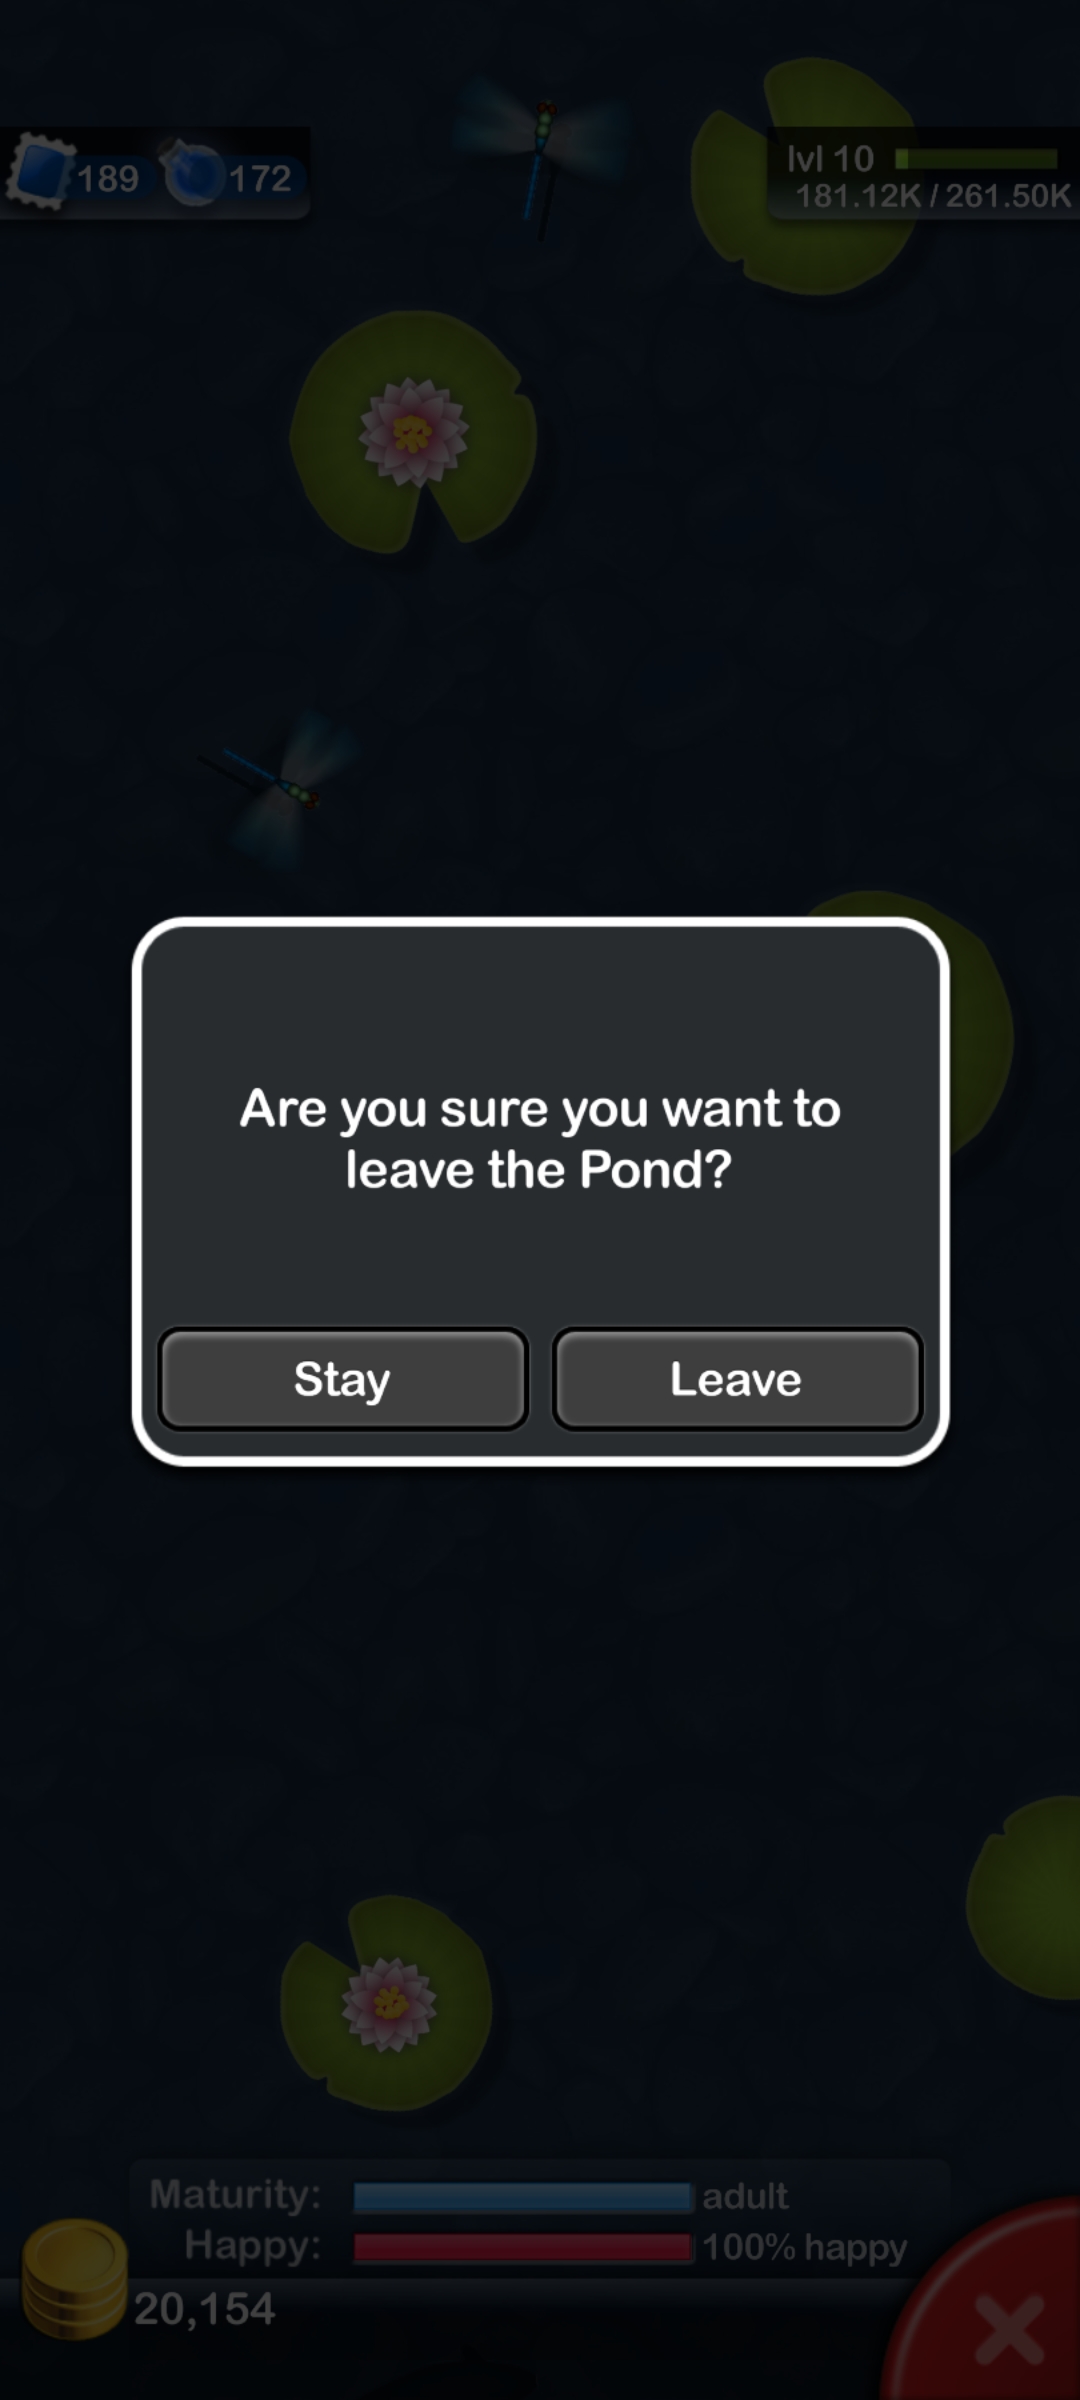 189 172
lvl 10
181.12K / 261.50K
Are you sure you want to
leave the Pond?
Stay Leave
Maturity: adult
Happy: 100% happy
20,154